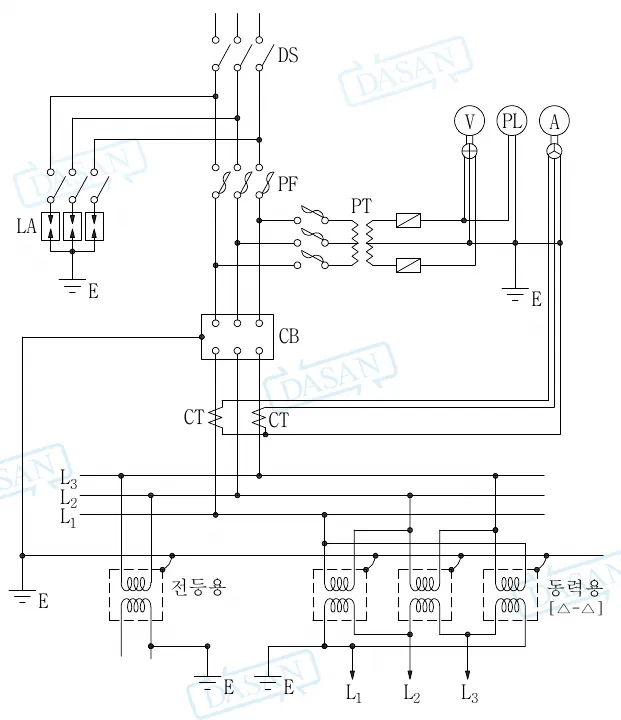 DS
DASAN
V PL A
DASAN
PF
PT
LA
E
E
CB
DASAN
CT
CT
DASAN
L3
L2
L1
DASAN
전등용
동력용
[△-△]
E
E
E
L1
L2
L3
DASAN